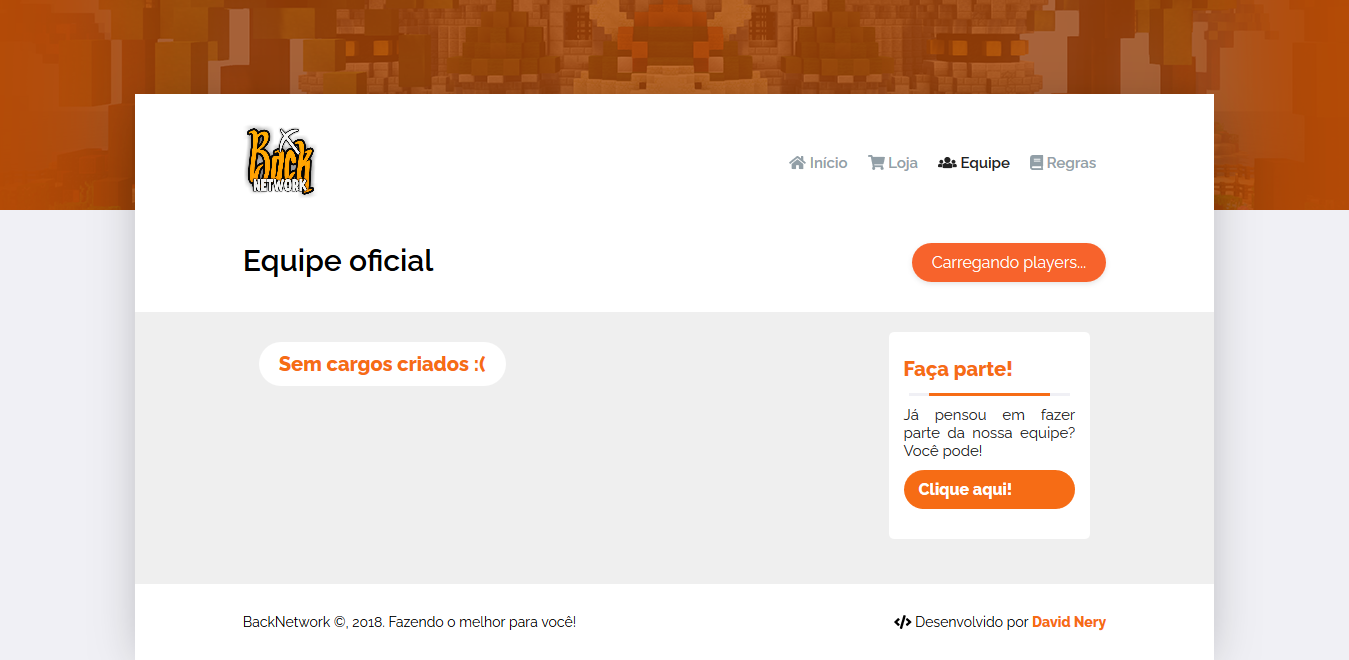 Back
NETWORK
Início Loja Equipe Regras
Equipe oficial
Carregando players...
Sem cargos criados :(
Faça parte!
Já pensou em fazer
parte da nossa equipe?
Você pode!
Clique aqui!
BackNetwork ©, 2018. Fazendo o melhor para você!
Desenvolvido por David Nery